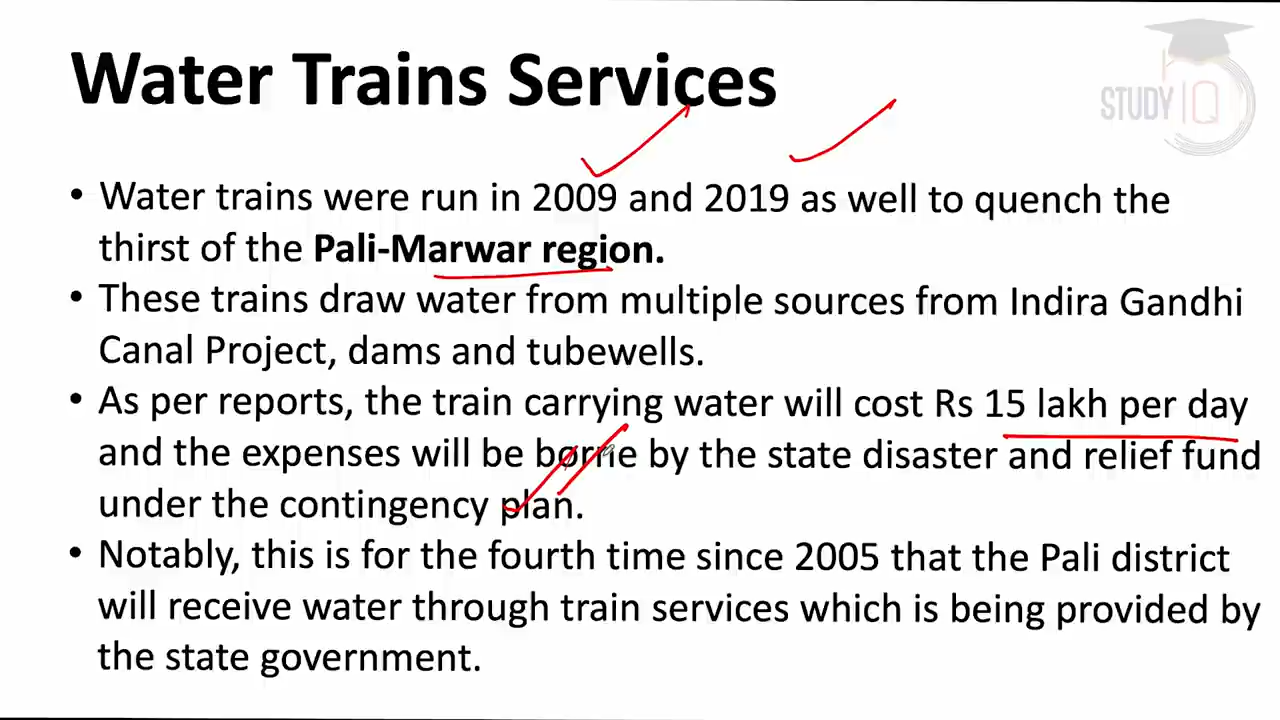 Water Trains Services
STUDY IQ
• Water trains were run in 2009 and 2019 as well to quench the
thirst of the Pali-Marwar region.
• These trains draw water from multiple sources from Indira Gandhi
Canal Project, dams and tubewells.
• As per reports, the train carrying water will cost Rs 15 lakh per day
and the expenses will be borne by the state disaster and relief fund
under the contingency plan.
• Notably, this is for the fourth time since 2005 that the Pali district
will receive water through train services which is being provided by
the state government.